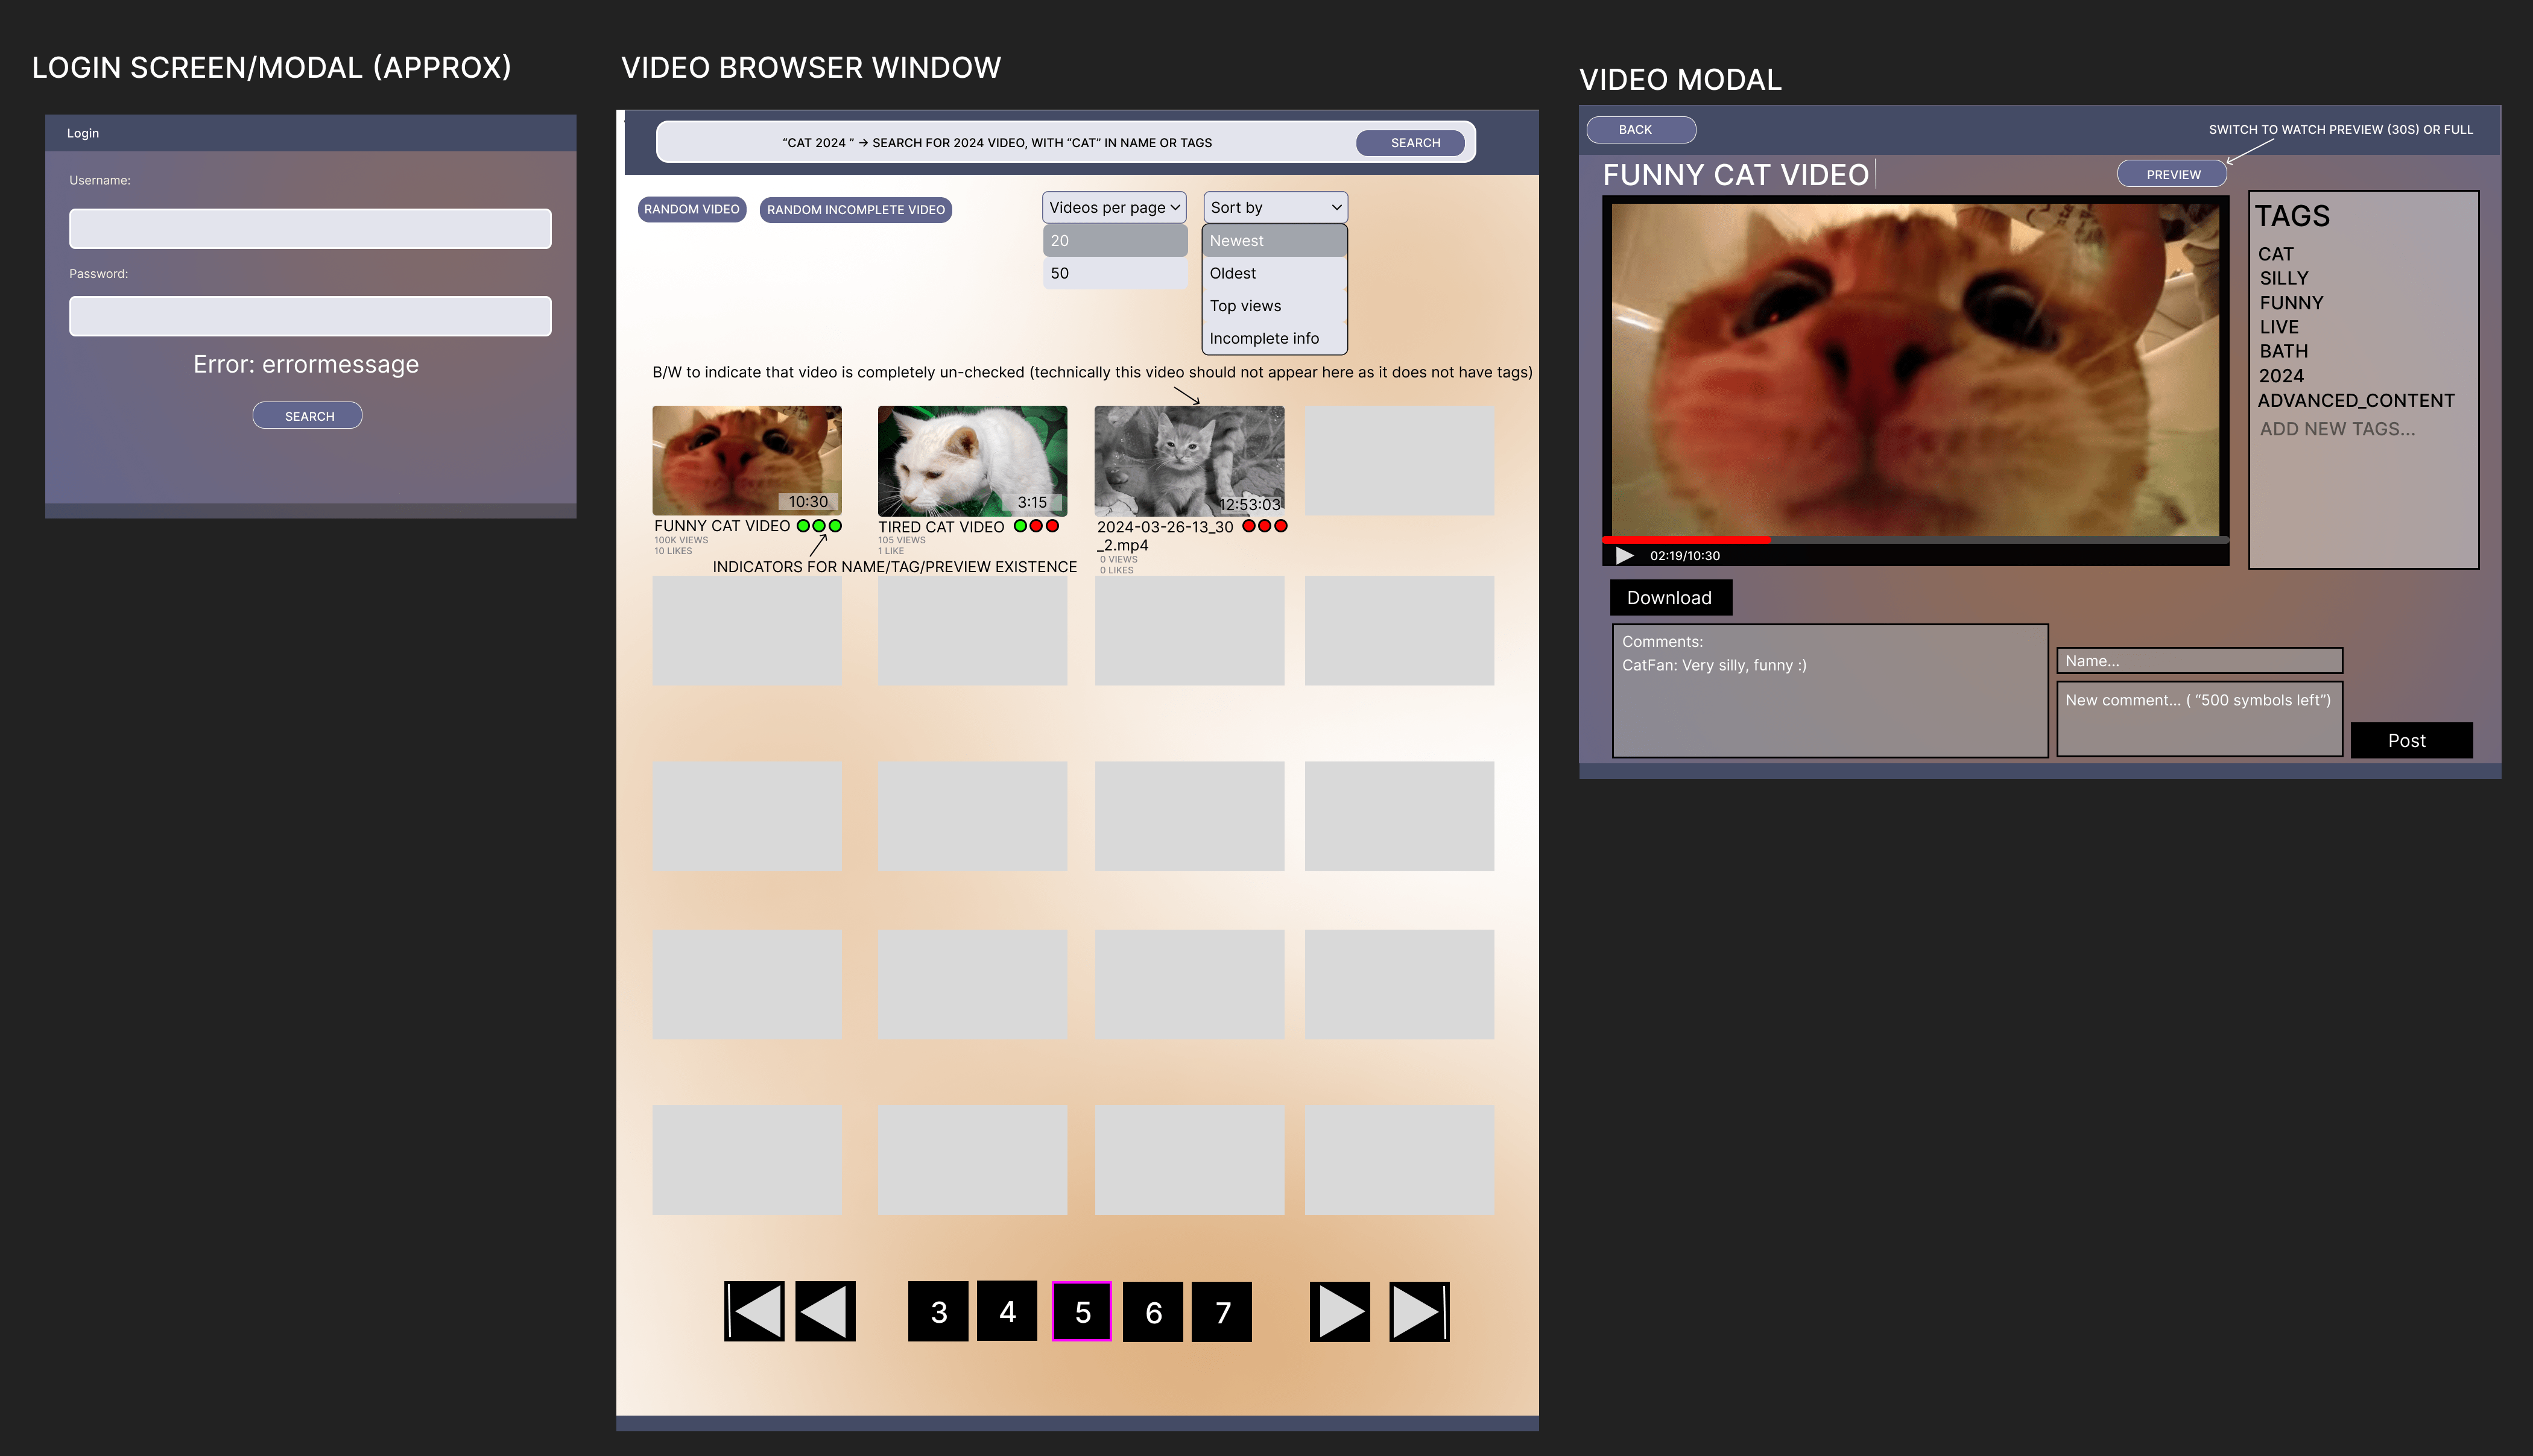 LOGIN SCREEN/MODAL (APPROX)
Login
Username:
Password:
Error: errormessage
SEARCH
VIDEO BROWSER WINDOW
“CAT 2024 ” → SEARCH FOR 2024 VIDEO, WITH “CAT” IN NAME OR TAGS
SEARCH
RANDOM VIDEO
RANDOM INCOMPLETE VIDEO
Videos per page
20
50
Sort by
Newest
Oldest
Top views
Incomplete info
B/W to indicate that video is completely un-checked (technically this video should not appear here as it does not have tags)
10:30
FUNNY CAT VIDEO
100K VIEWS
10 LIKES
3:15
TIRED CAT VIDEO
105 VIEWS
1 LIKE
12:53:03
2024-03-26-13_30
_2.mp4
0 VIEWS
0 LIKES
INDICATORS FOR NAME/TAG/PREVIEW EXISTENCE
3
4
5
6
7
VIDEO MODAL
BACK
SWITCH TO WATCH PREVIEW (30S) OR FULL
FUNNY CAT VIDEO
PREVIEW
TAGS
CAT
SILLY
FUNNY
LIVE
BATH
2024
ADVANCED_CONTENT
ADD NEW TAGS...
02:19/10:30
Download
Comments:
CatFan: Very silly, funny :)
Name...
New comment... ( “500 symbols left”)
Post